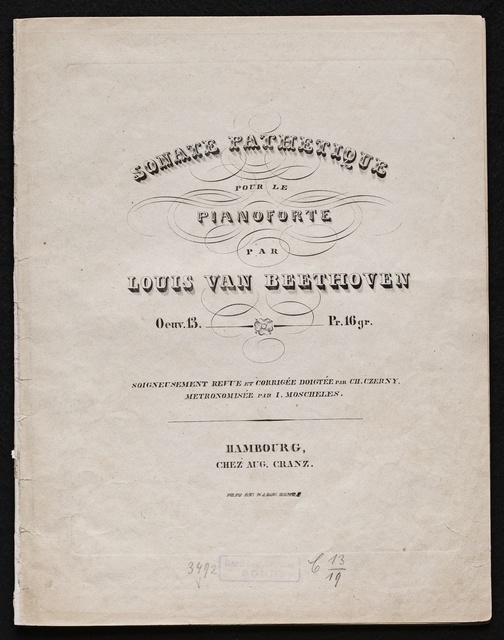 SONATE PATHETIQUE
POUR LE
PIANOFORTE
PAR
LOUIS VAN BEETHOVEN
Oeuv. 13. Pr. 16 gr.
SOIGNEUSEMENT REVUE ET CORRIGÉE DOIGTÉE PAR CH. CZERNY,
METRONOMISÉE PAR I. MOSCHELES.
HAMBOURG,
CHEZ AUG. CRANZ.
3492
C 13
19